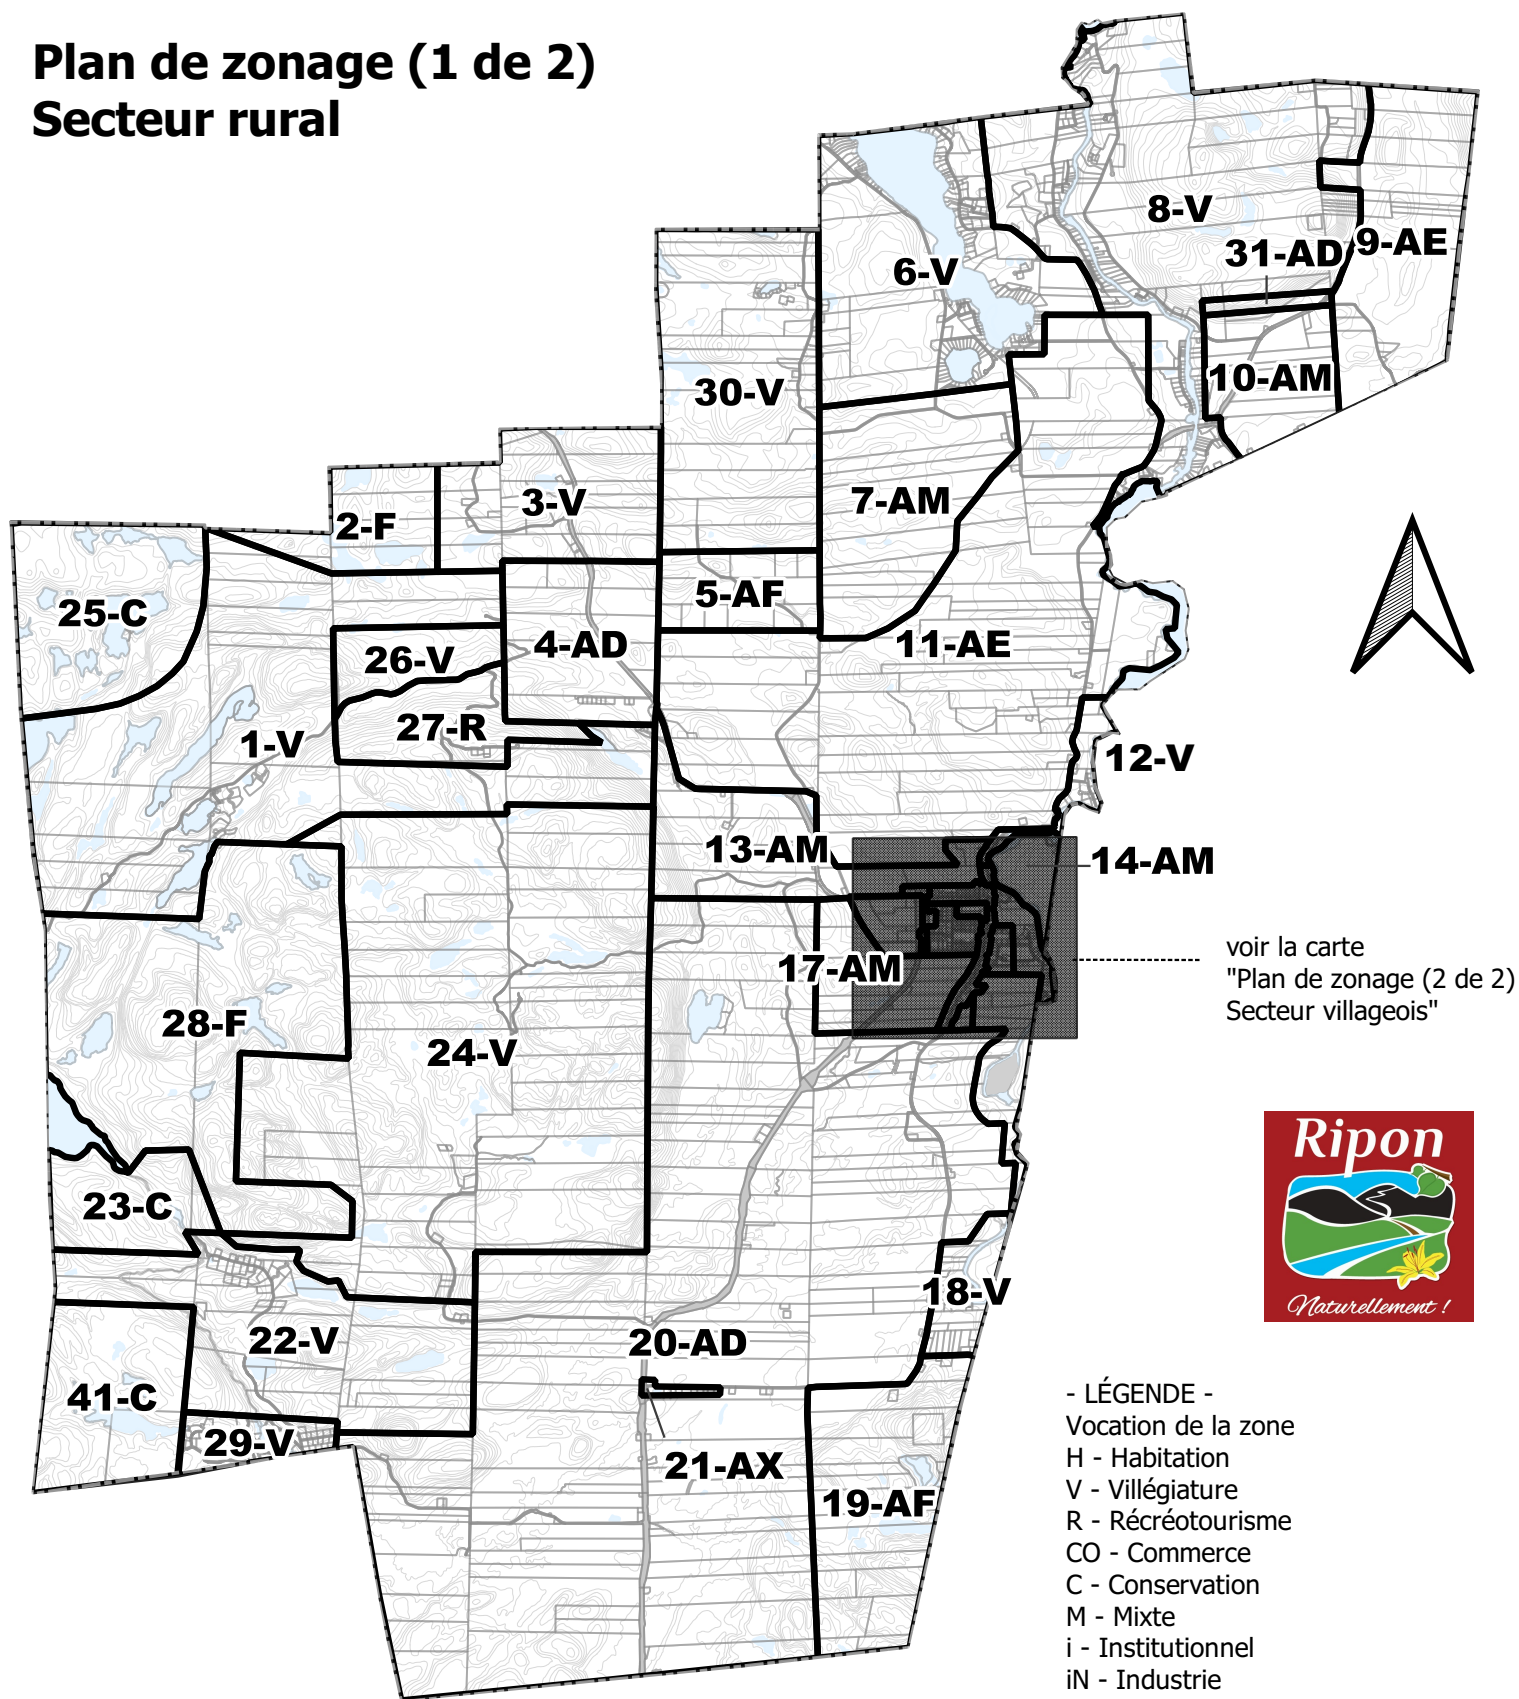 Plan de zonage (1 de 2)
Secteur rural
8-V
31-AD
9-AE
6-V
10-AM
30-V
7-AM
3-V
2-F
5-AF
25-C
4-AD
11-AE
26-V
27-R
1-V
12-V
13-AM
14-AM
17-AM
voir la carte
"Plan de zonage (2 de 2)
Secteur villageois"
28-F
24-V
Ripon
Naturellement !
23-C
18-V
22-V
20-AD
41-C
29-V
21-AX
19-AF
- LÉGENDE -
Vocation de la zone
H - Habitation
V - Villégiature
R - Récréotourisme
CO - Commerce
C - Conservation
M - Mixte
i - Institutionnel
iN - Industrie